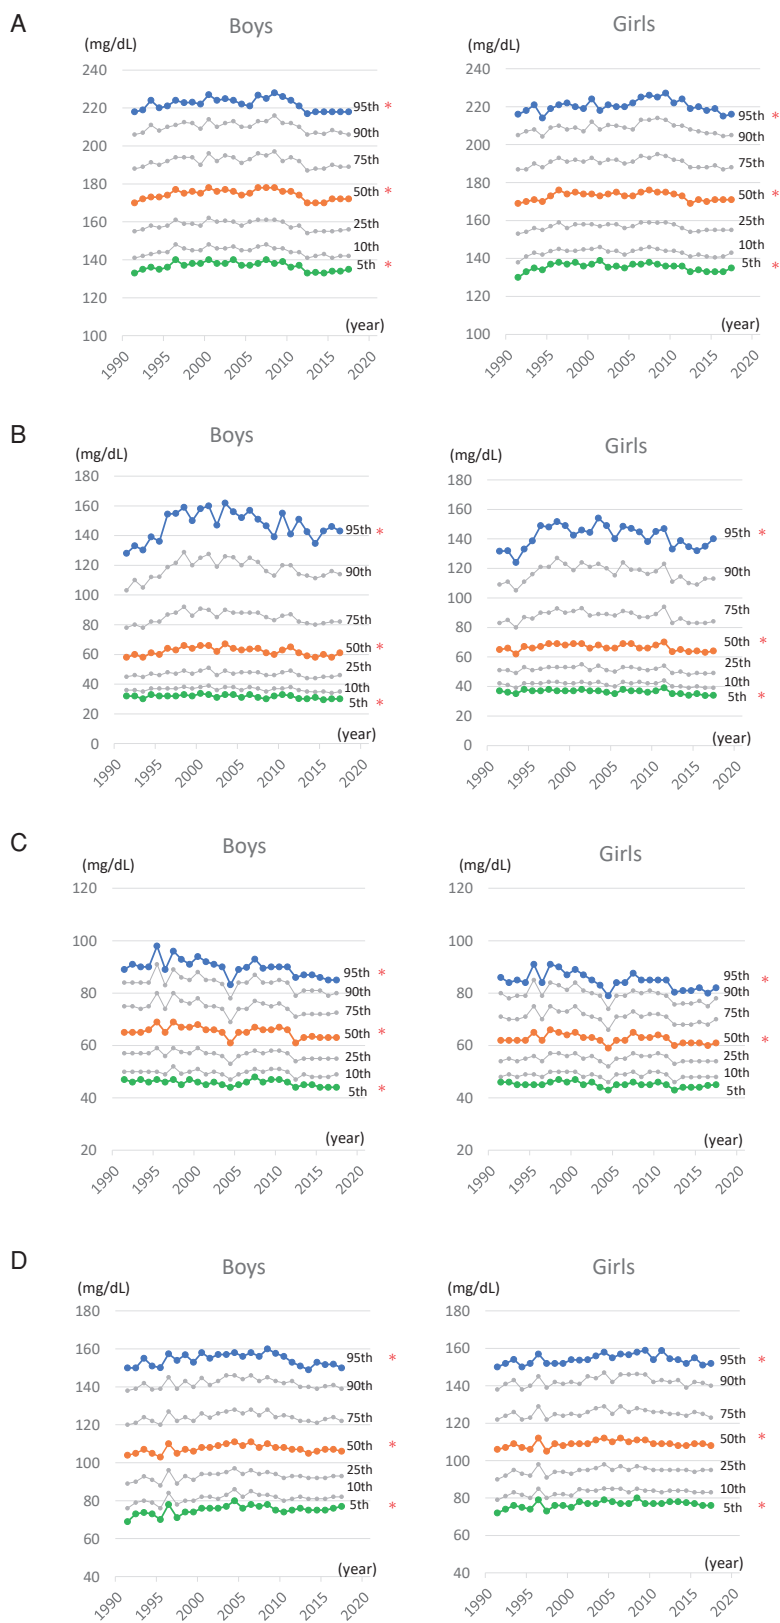 A
Boys
Girls
(mg/dL)
(mg/dL)
240
220
200
180
160
140
120
100
95th *
90th
75th
50th *
25th
10th
5th *
(year)
1990
1995
2000
2005
2010
2015
2020
240
220
200
180
160
140
120
100
95th *
90th
75th
50th *
25th
10th
5th *
(year)
1990
1995
2000
2005
2010
2015
2020
B
Boys
Girls
(mg/dL)
(mg/dL)
180
160
140
120
100
80
60
40
20
0
95th *
90th
75th
50th *
25th
10th
5th *
(year)
1990
1995
2000
2005
2010
2015
2020
180
160
140
120
100
80
60
40
20
0
95th *
90th
75th
50th *
25th
10th
5th *
(year)
1990
1995
2000
2005
2010
2015
2020
C
Boys
Girls
(mg/dL)
(mg/dL)
120
100
80
60
40
20
95th *
90th
75th
50th *
25th
10th
5th *
(year)
1990
1995
2000
2005
2010
2015
2020
120
100
80
60
40
20
95th *
90th
75th
50th *
25th
10th
5th
(year)
1990
1995
2000
2005
2010
2015
2020
D
Boys
Girls
(mg/dL)
(mg/dL)
180
160
140
120
100
80
60
40
95th *
90th
75th
50th *
25th
10th
5th *
(year)
1990
1995
2000
2005
2010
2015
2020
180
160
140
120
100
80
60
40
95th *
90th
75th
50th *
25th
10th
5th *
(year)
1990
1995
2000
2005
2010
2015
2020